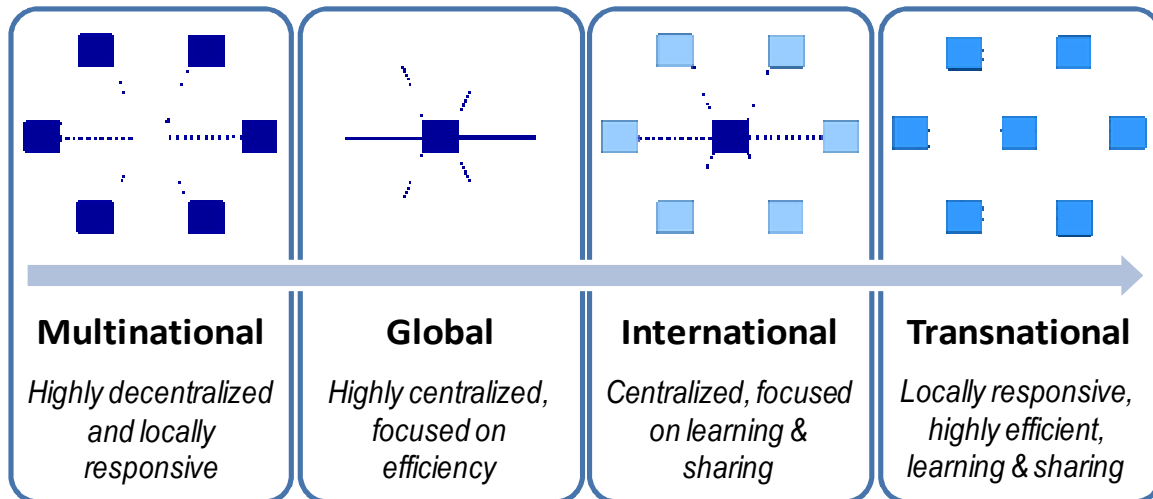 Multinational
Highly decentralized
and locally
responsive
Global
Highly centralized,
focused on
efficiency
International
Centralized, focused
on learning &
sharing
Transnational
Locally responsive,
highly efficient,
learning & sharing